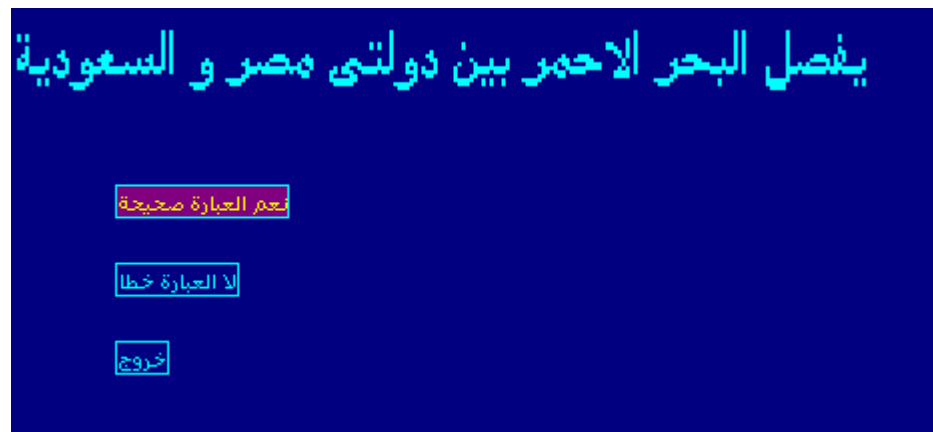 يفصل البحر الاحمر بين دولتى مصر و السعودية
نعم العبارة صحيحة
لا العبارة خطا
خروج